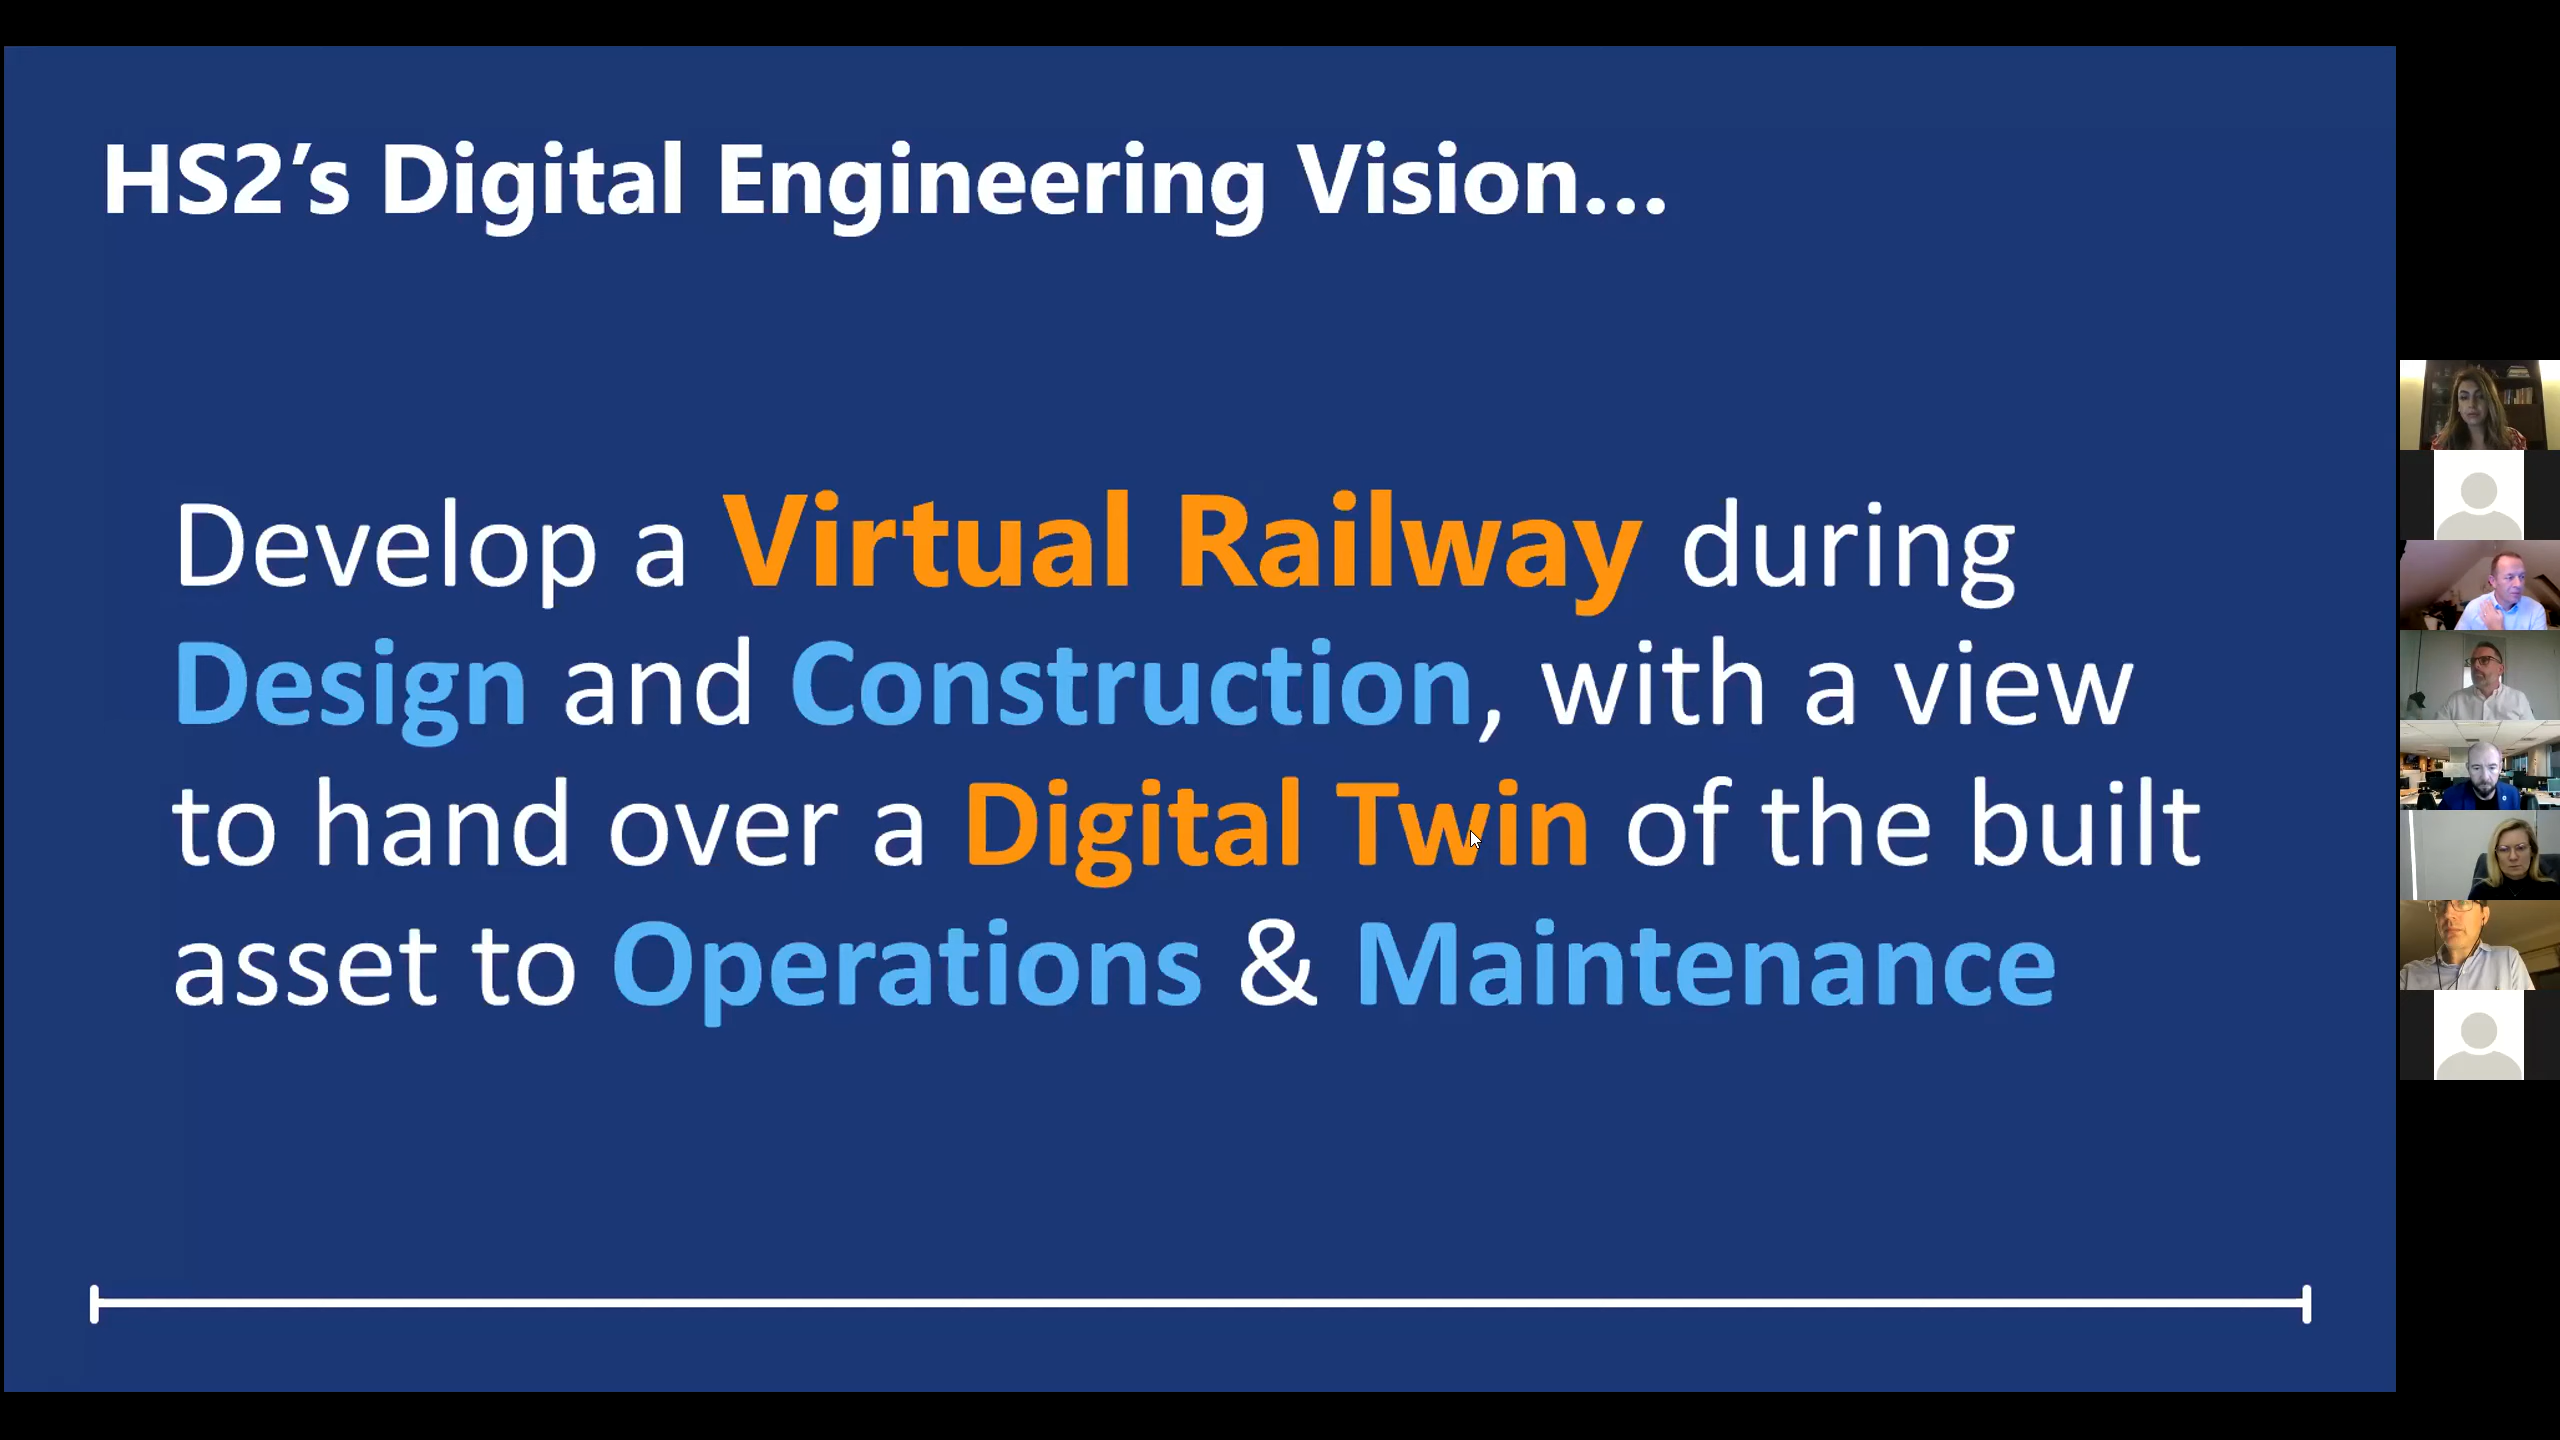 HS2’s Digital Engineering Vision...
Develop a Virtual Railway during
Design and Construction, with a view
to hand over a Digital Twin of the built
asset to Operations & Maintenance